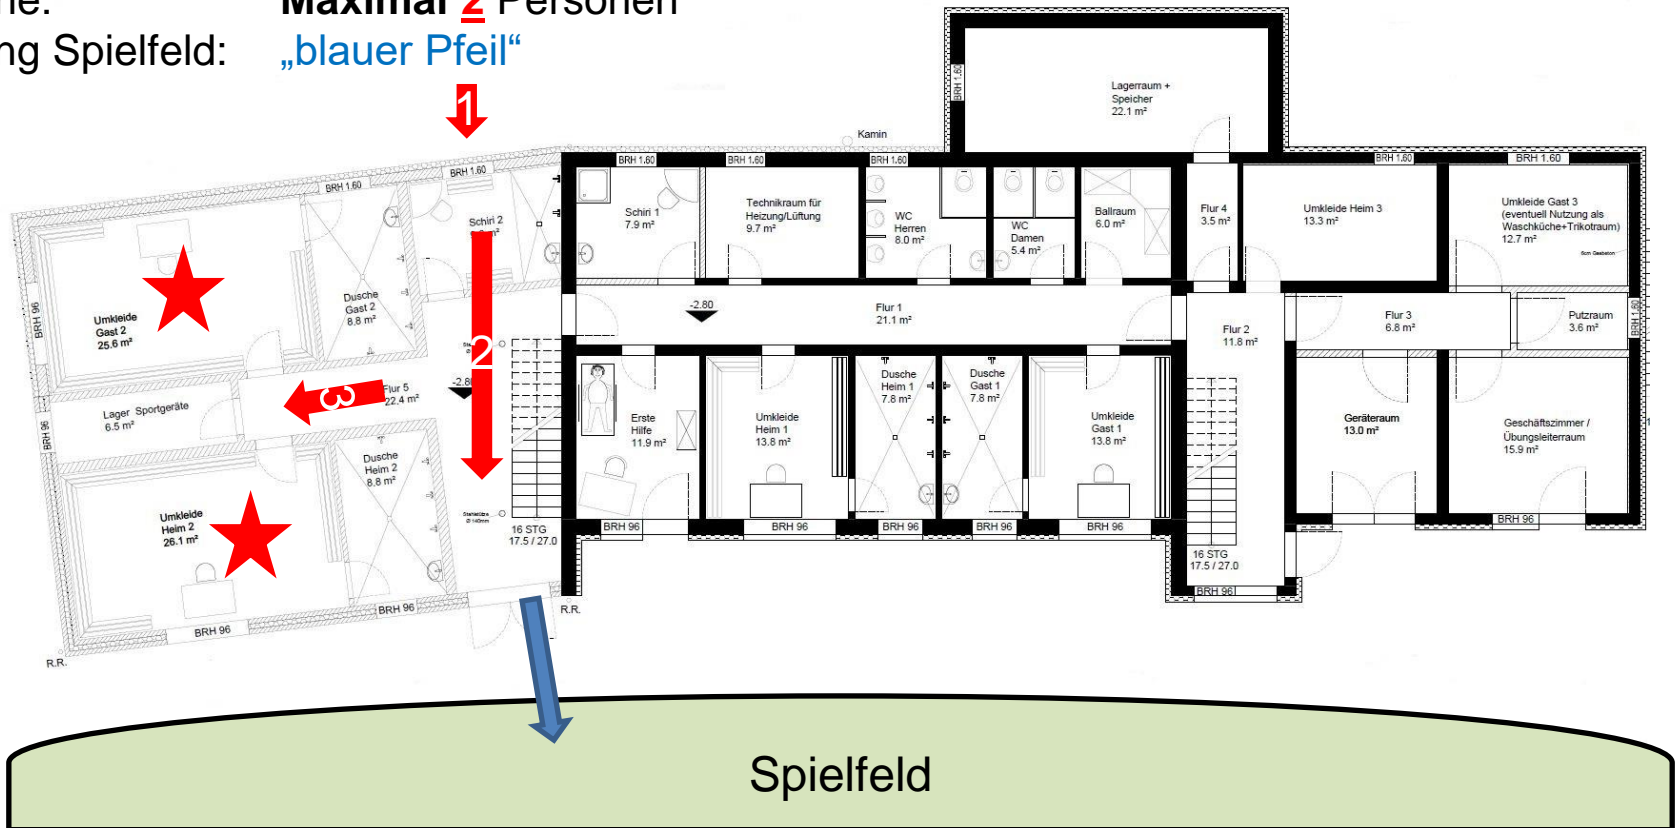 Maximal 2 Personen
ng Spielfeld: „blauer Pfeil“
1
Kamin
Lagerraum +
Speicher
22.1 m²
BRH 1.60
BRH 1.60
BRH 1.60
BRH 1.60
BRH 1.60
BRH 1.60
BRH 1.60
BRH 1.60
Umkleide
Gast 2
25.6 m²
Dusche
Gast 2
8.8 m²
Schiri 2
Schiri 1
7.9 m²
Technikraum für
Heizung/Lüftung
9.7 m²
WC
Herren
8.0 m²
WC
Damen
5.4 m²
Ballraum
6.0 m²
Flur 4
3.5 m²
Umkleide Heim 3
13.3 m²
Umkleide Gast 3
(eventuell Nutzung als
Waschküche+Trikotraum)
12.7 m²
BRH 96
2
-2.80
Flur 1
21.1 m²
Flur 2
11.8 m²
Flur 3
6.8 m²
Putzraum
3.6 m²
BRH 1.60
Lager Sportgeräte
6.5 m²
3
Flur 5
22.4 m²
-2.80
BRH 96
Umkleide
Heim 2
26.1 m²
Dusche
Heim 2
8.8 m²
Stahlstütze
Ø 140mm
16 STG
17.5 / 27.0
Erste
Hilfe
11.9 m²
Umkleide
Heim 1
13.8 m²
Dusche
Heim 1
7.8 m²
Dusche
Gast 1
7.8 m²
Umkleide
Gast 1
13.8 m²
16 STG
17.5 / 27.0
Geräteraum
13.0 m²
Geschäftszimmer /
Übungsleiterraum
15.9 m²
BRH 96
BRH 96
BRH 96
BRH 96
BRH 96
BRH 96
BRH 96
BRH 96
BRH 96
R.R.
R.R.
Spielfeld